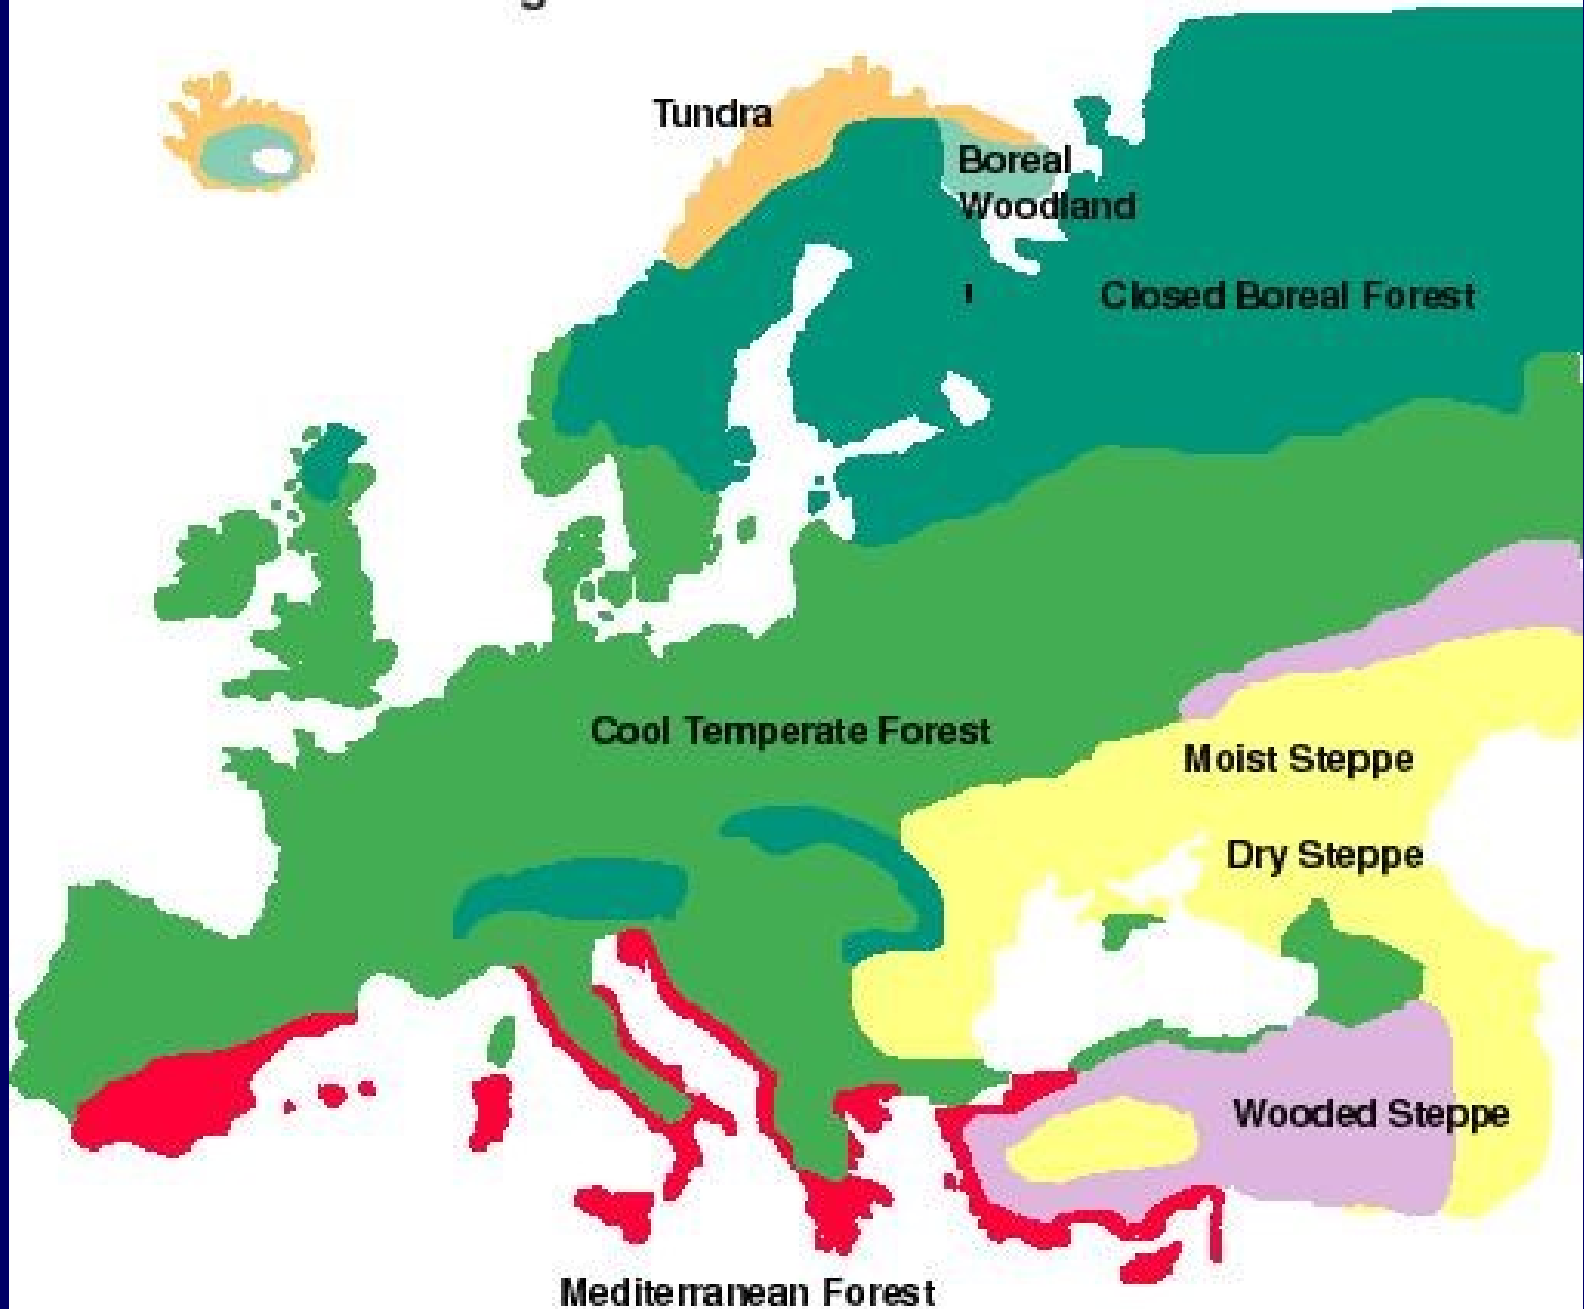 Tundra
Boreal
Woodland
Closed Boreal Forest
Cool Temperate Forest
Moist Steppe
Dry Steppe
Wooded Steppe
Mediterranean Forest